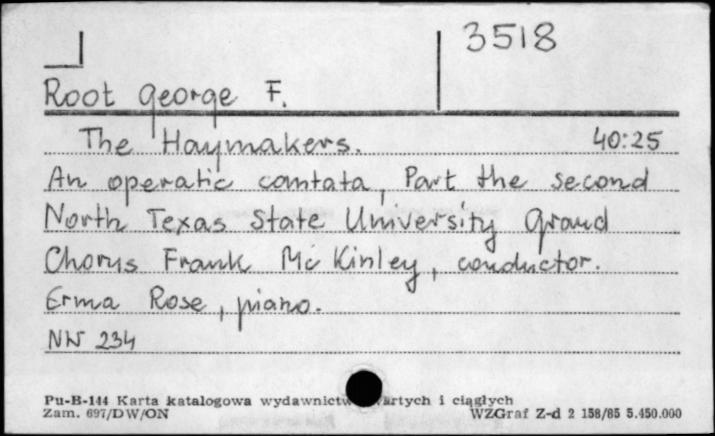 3518
Root George F.
The Haymakers. 40:25
An operatic cantata, Part the second
North Texas State University Grand
Chorus Frank Mc Kinley, conductor.
Erma Rose, piano.
NW 234
Pu-B-144 Karta katalogowa wydawnictw i ciągłych
Zam. 697/DW/ON WZGraf Z-d 2 158/85 5.450.000